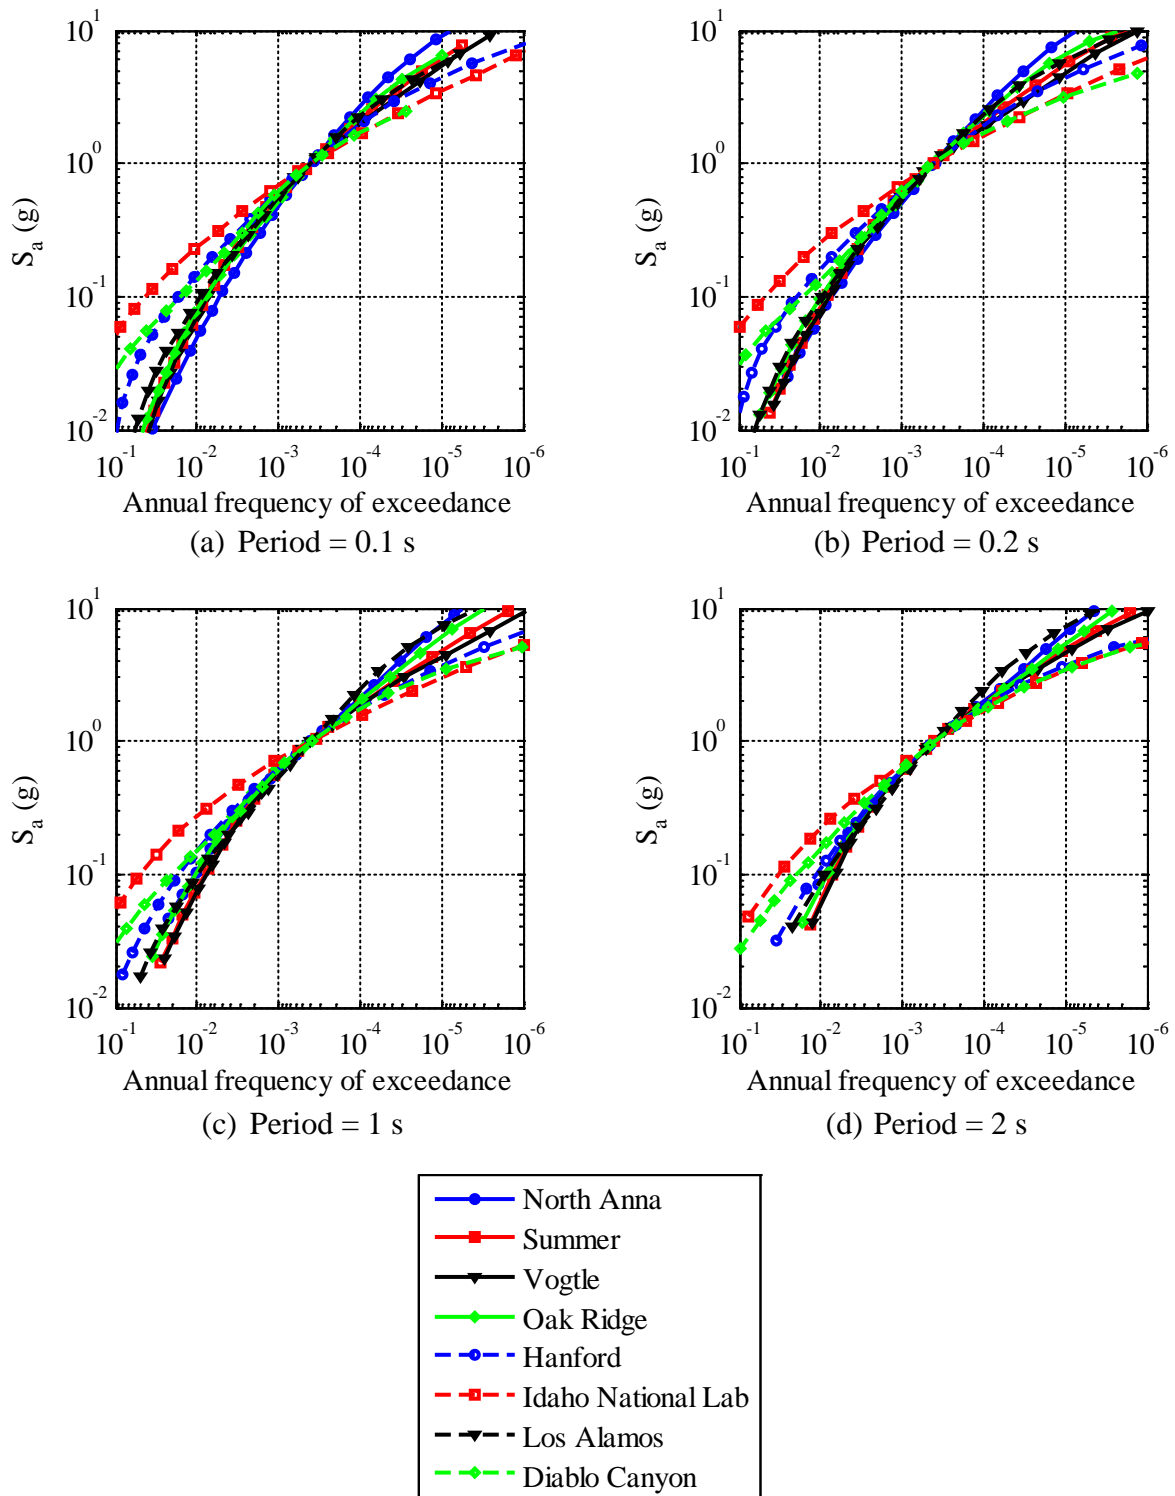 10^1
10^0
10^-1
10^-2
S_a (g)
10^-1 10^-2 10^-3 10^-4 10^-5 10^-6
Annual frequency of exceedance
(a) Period = 0.1 s
10^1
10^0
10^-1
10^-2
S_a (g)
10^-1 10^-2 10^-3 10^-4 10^-5 10^-6
Annual frequency of exceedance
(b) Period = 0.2 s
10^1
10^0
10^-1
10^-2
S_a (g)
10^-1 10^-2 10^-3 10^-4 10^-5 10^-6
Annual frequency of exceedance
(c) Period = 1 s
10^1
10^0
10^-1
10^-2
S_a (g)
10^-1 10^-2 10^-3 10^-4 10^-5 10^-6
Annual frequency of exceedance
(d) Period = 2 s
North Anna
Summer
Vogtle
Oak Ridge
Hanford
Idaho National Lab
Los Alamos
Diablo Canyon